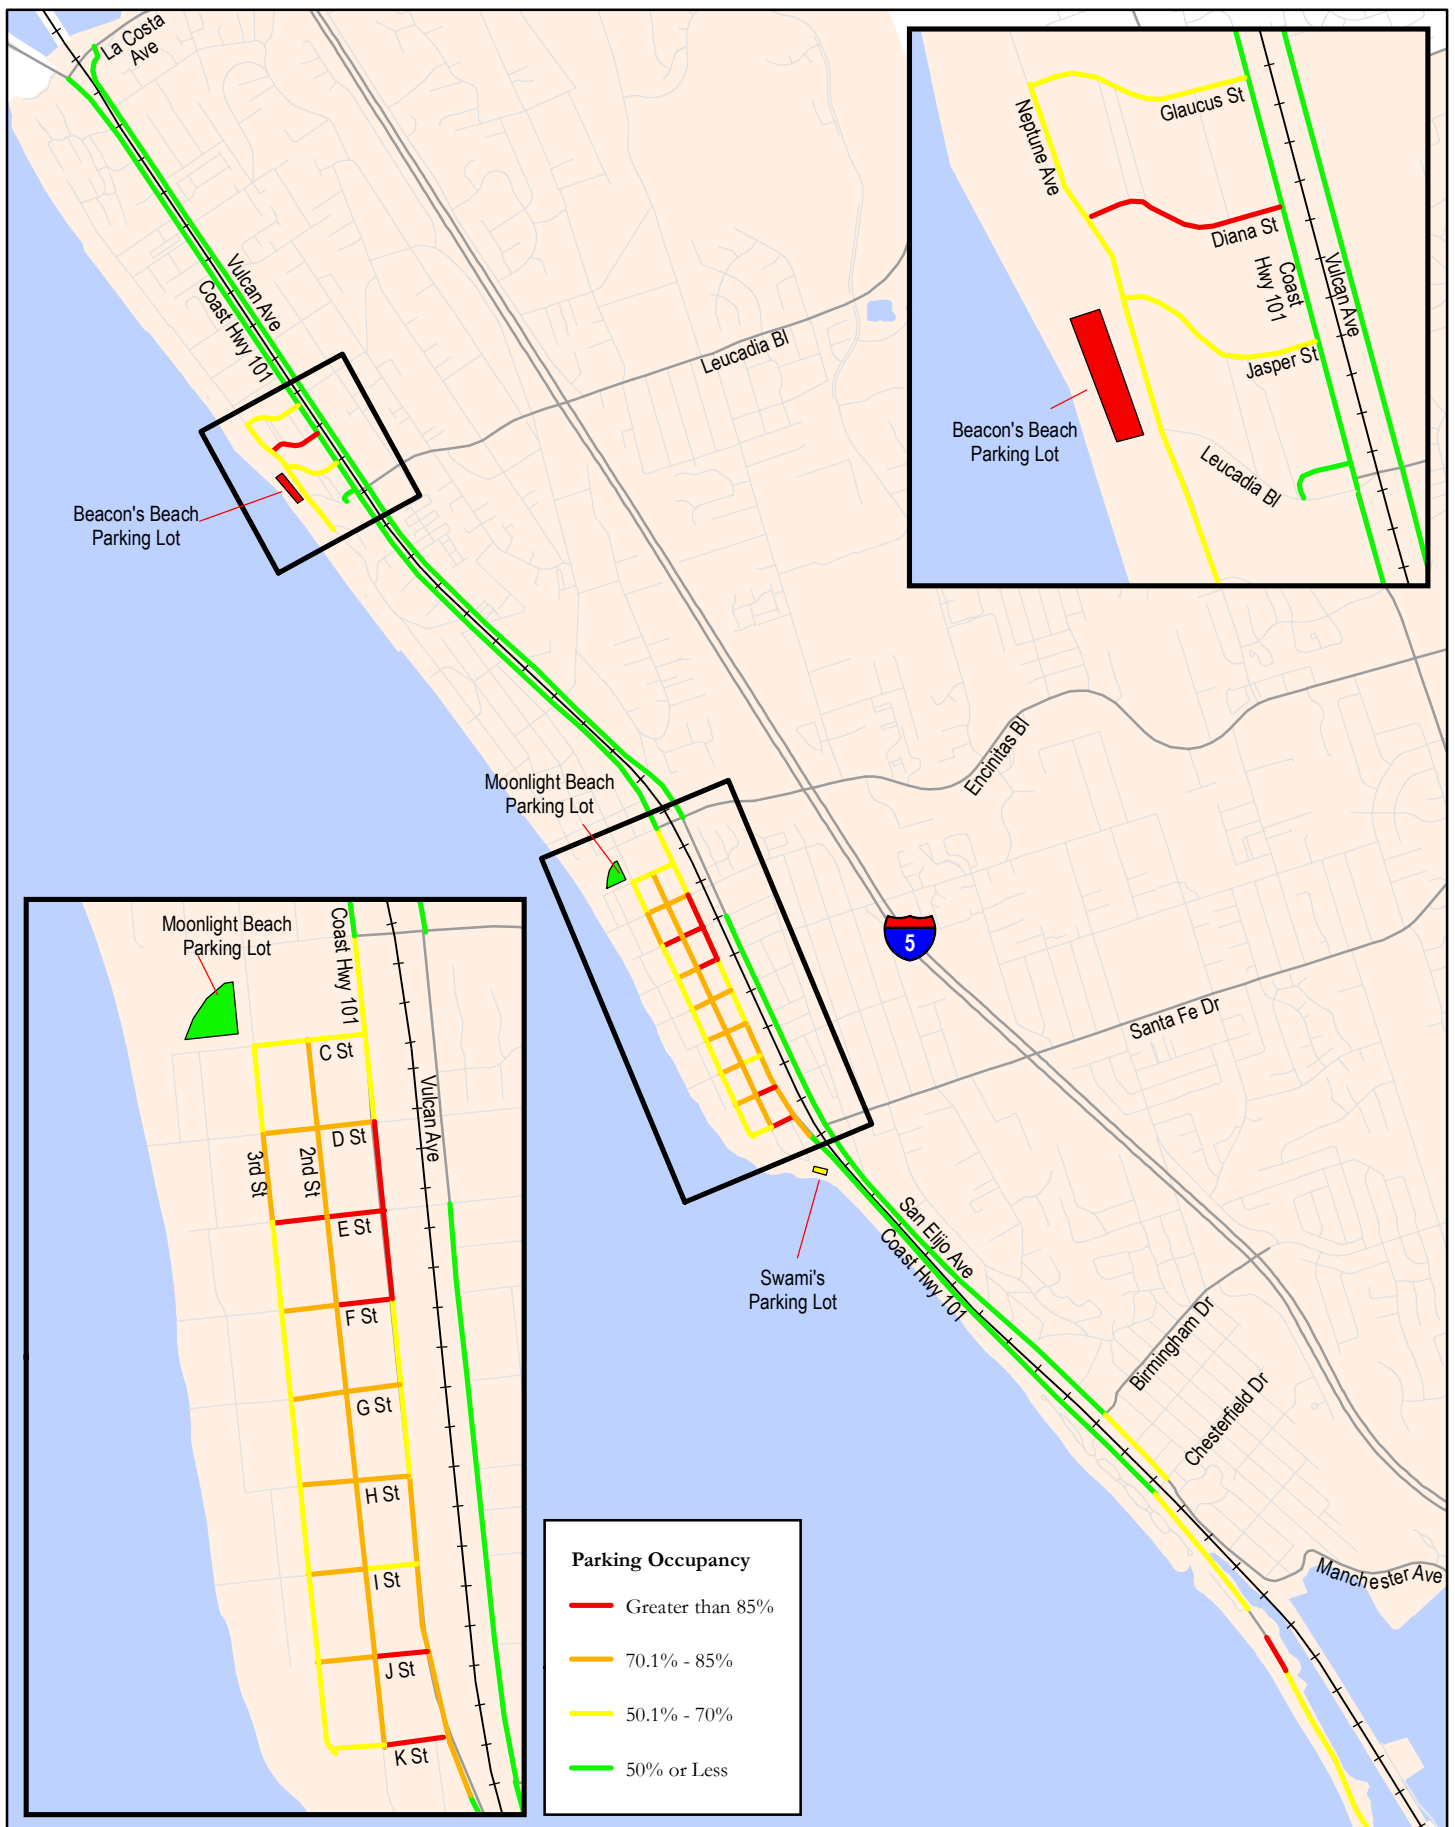 La Costa
Ave
Vulcan Ave
Coast Hwy 101
Leucadia Bl
Beacon's Beach
Parking Lot
Glaucus St
Neptune Ave
Diana St
Coast
Hwy 101
Vulcan Ave
Jasper St
Beacon's Beach
Parking Lot
Leucadia Bl
Encinitas Bl
Moonlight Beach
Parking Lot
5
Santa Fe Dr
San Elijo Ave
Coast Hwy 101
Swami's
Parking Lot
Birmingham Dr
Chesterfield Dr
Manchester Ave
Moonlight Beach
Parking Lot
Coast Hwy 101
C St
Vulcan Ave
D St
3rd St
2nd St
E St
F St
G St
H St
I St
J St
K St
Parking Occupancy
Greater than 85%
70.1% - 85%
50.1% - 70%
50% or Less